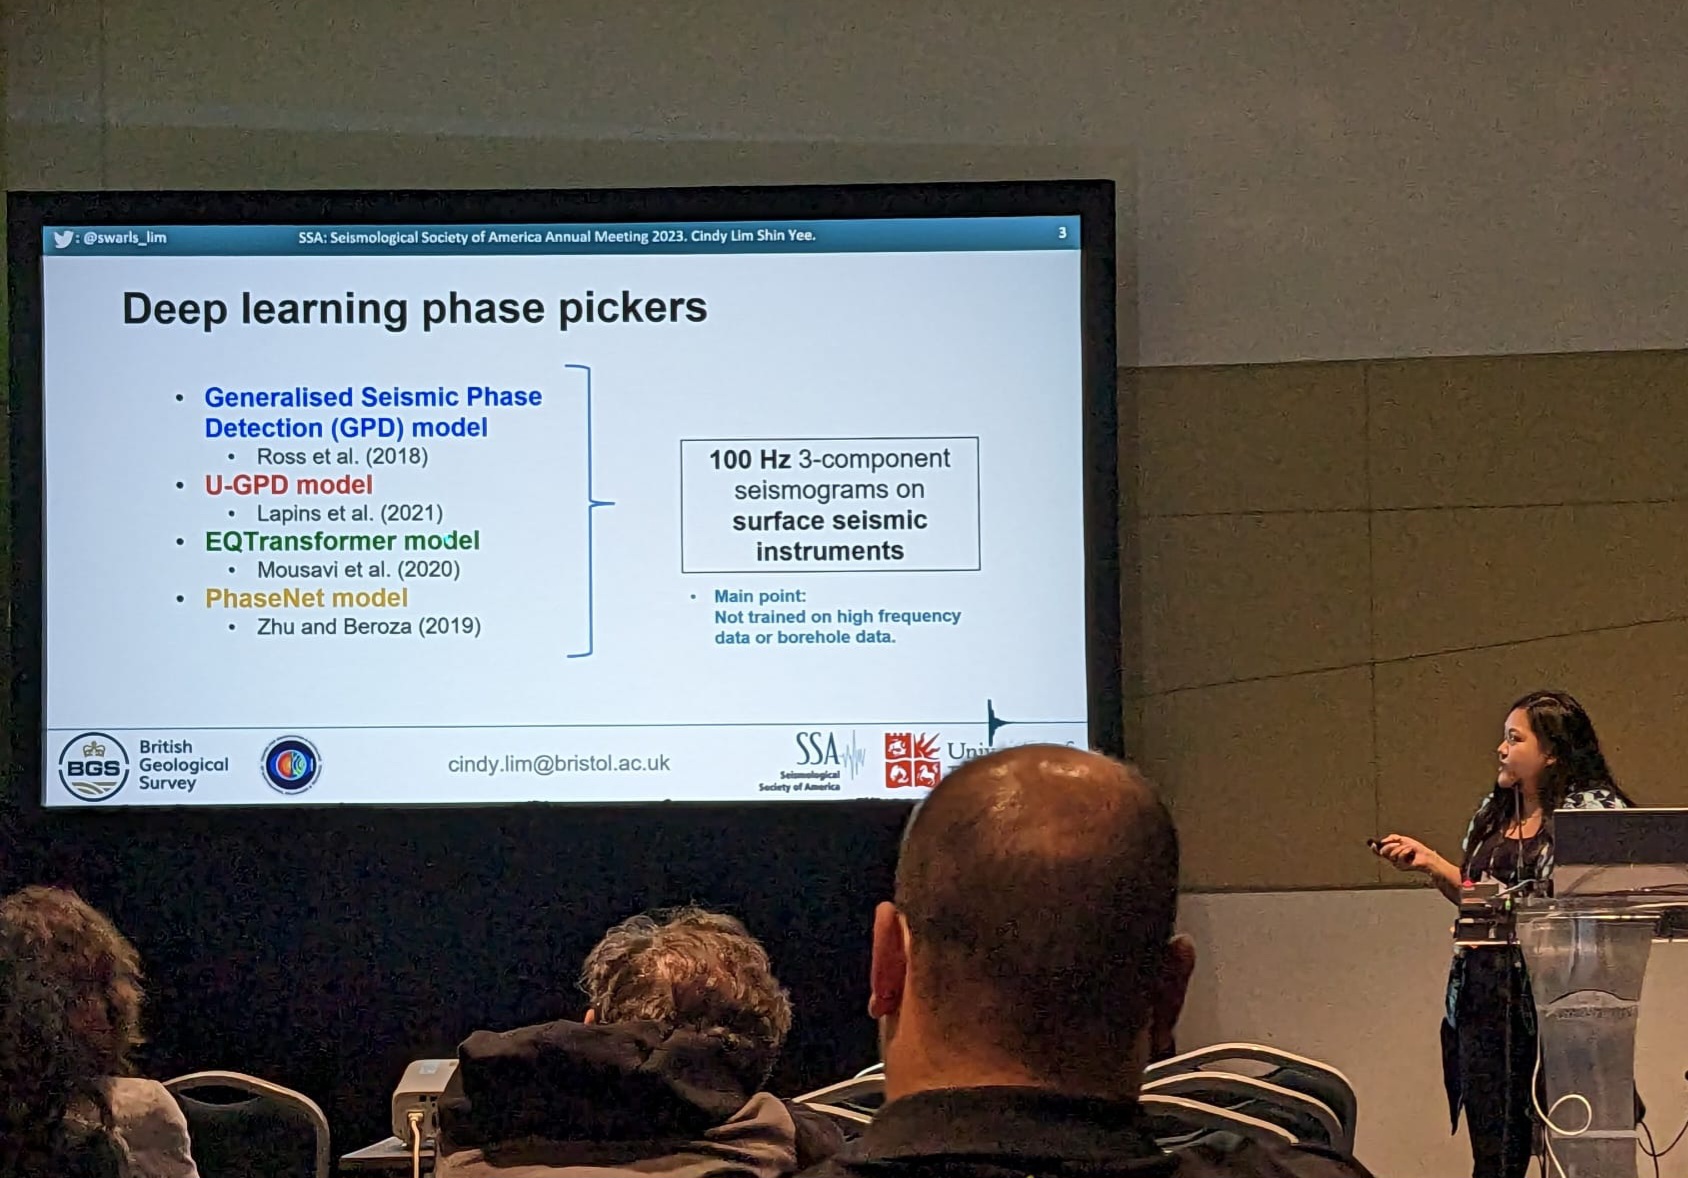 : @swarls_lim
SSA: Seismological Society of America Annual Meeting 2023. Cindy Lim Shin Yee.
3
Deep learning phase pickers
• Generalised Seismic Phase
Detection (GPD) model
• Ross et al. (2018)
• U-GPD model
• Lapins et al. (2021)
• EQTransformer model
• Mousavi et al. (2020)
• PhaseNet model
• Zhu and Beroza (2019)
100 Hz 3-component
seismograms on
surface seismic
instruments
• Main point:
Not trained on high frequency
data or borehole data.
BGS
British
Geological
Survey
cindy.lim@bristol.ac.uk
SSA
Seismological
Society of America